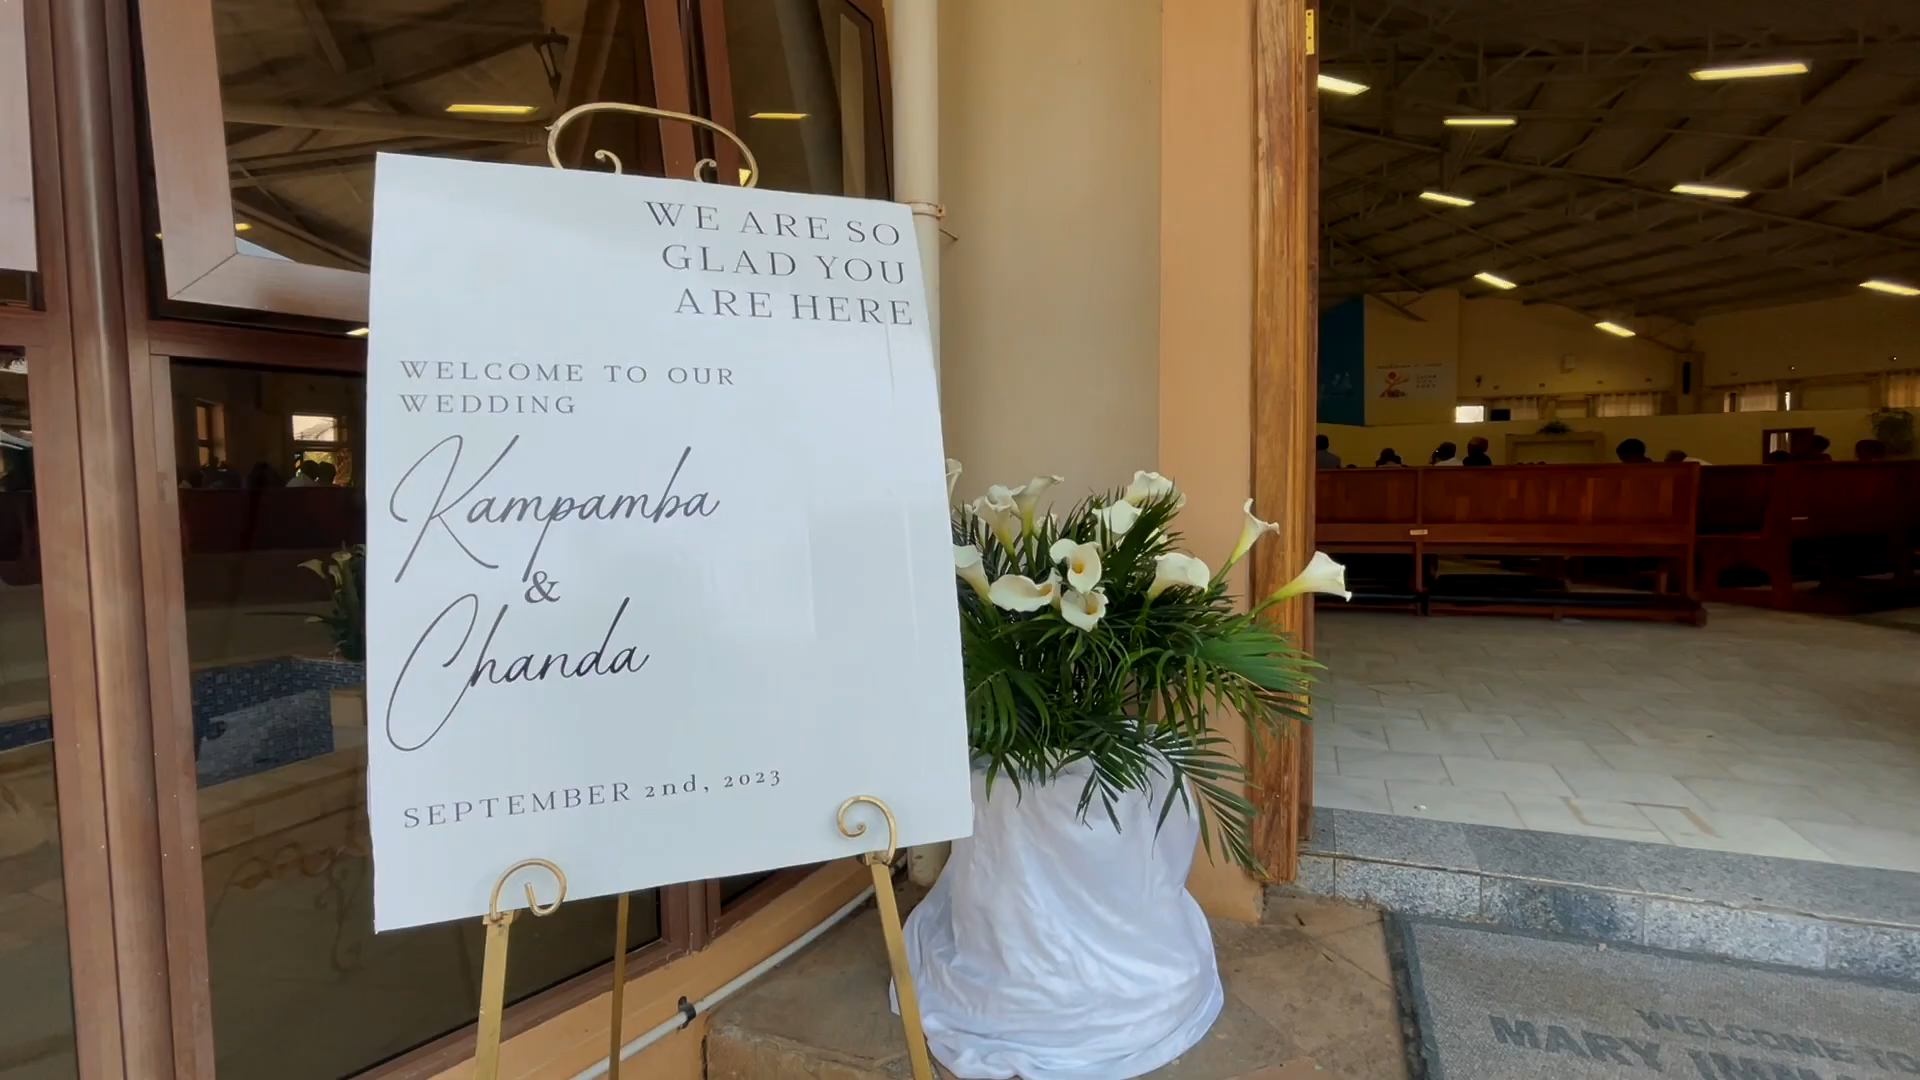 WE ARE SO
GLAD YOU
ARE HERE
WELCOME TO OUR
WEDDING
Kampamba
&
Chanda
SEPTEMBER 2nd, 2023
WELCOME TO
MARY